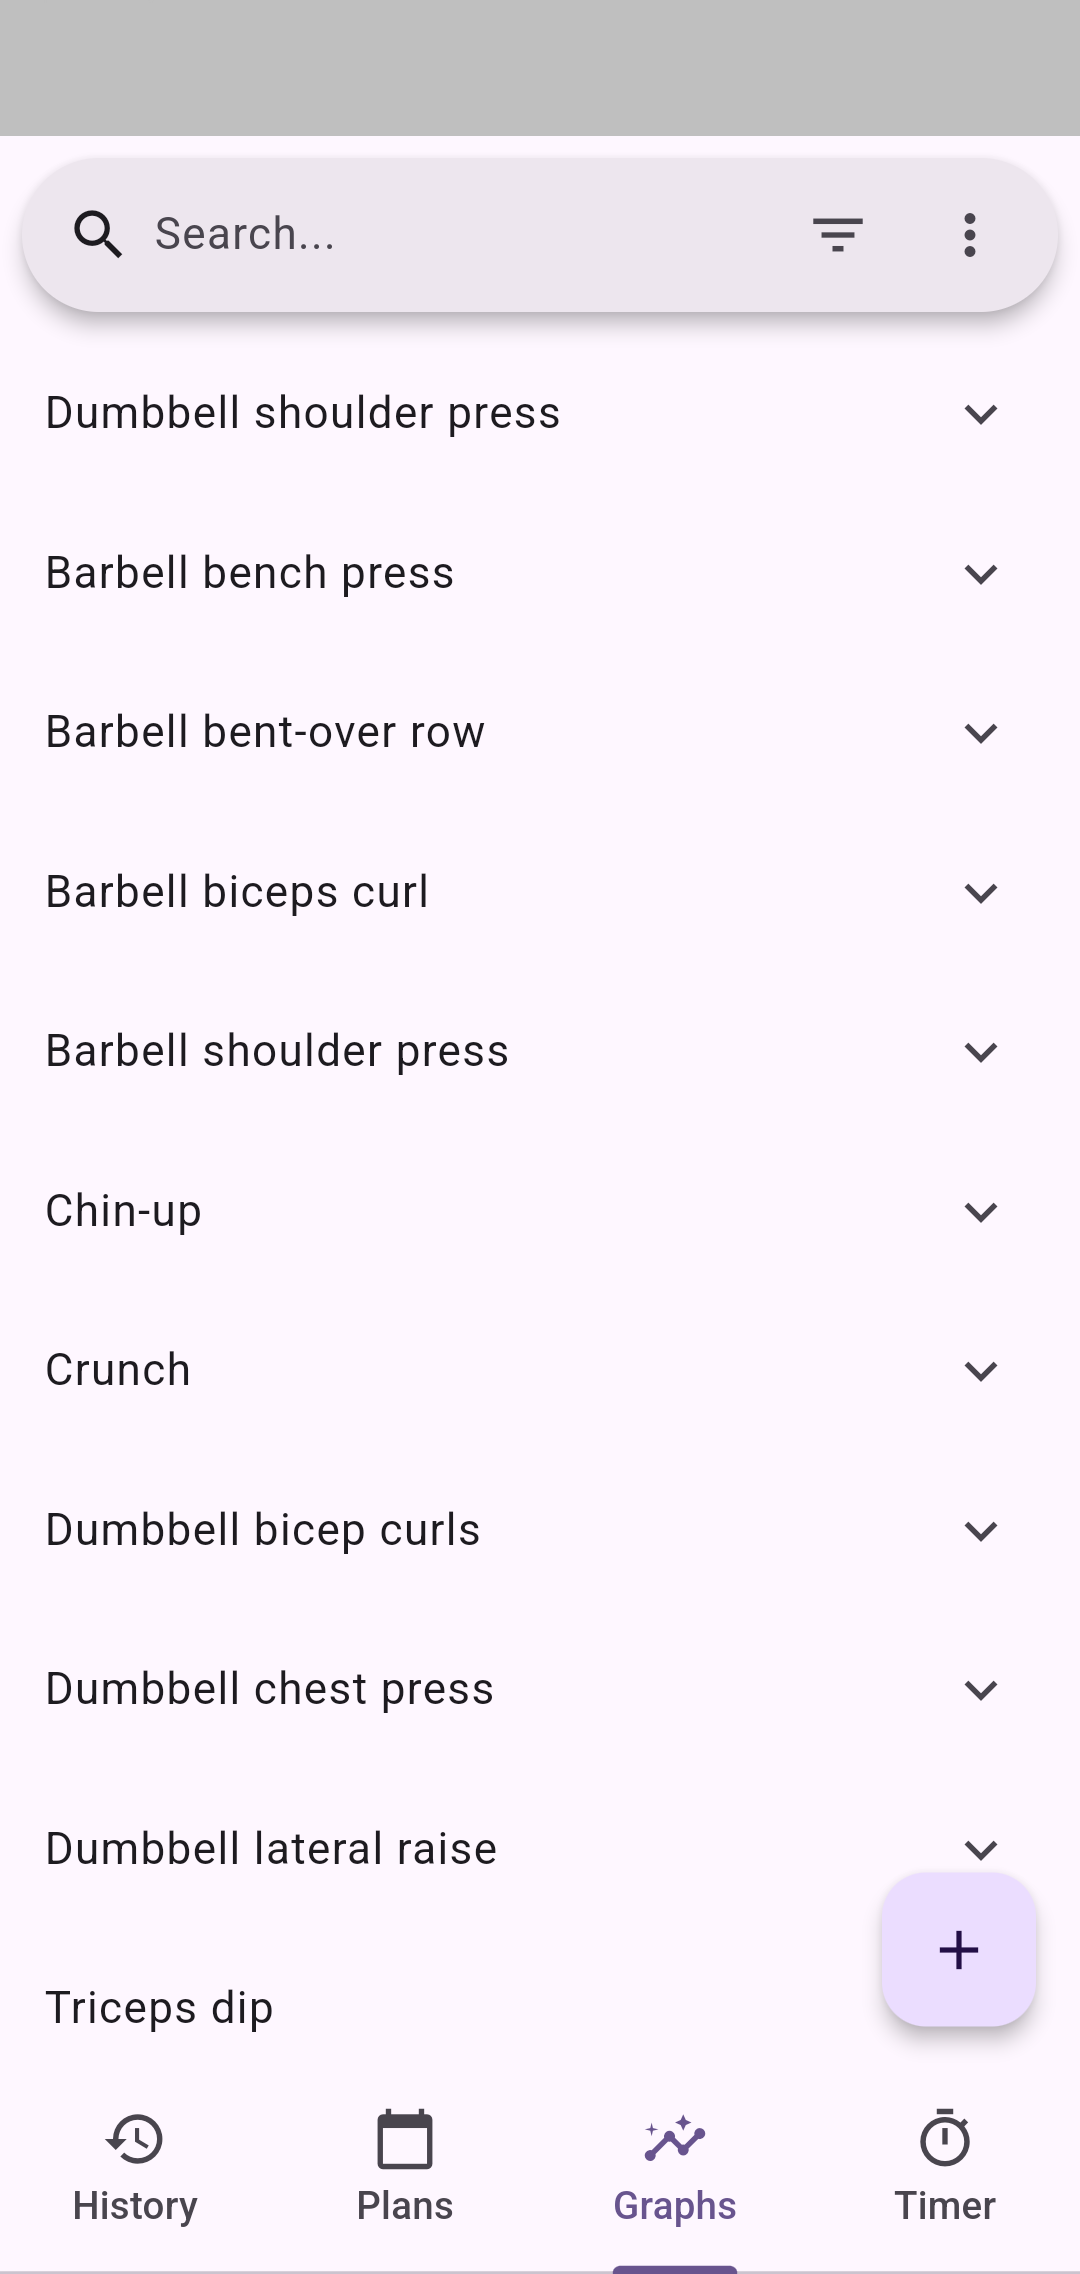 Search...
Dumbbell shoulder press
Barbell bench press
Barbell bent-over row
Barbell biceps curl
Barbell shoulder press
Chin-up
Crunch
Dumbbell bicep curls
Dumbbell chest press
Dumbbell lateral raise
Triceps dip
History
Plans
Graphs
Timer